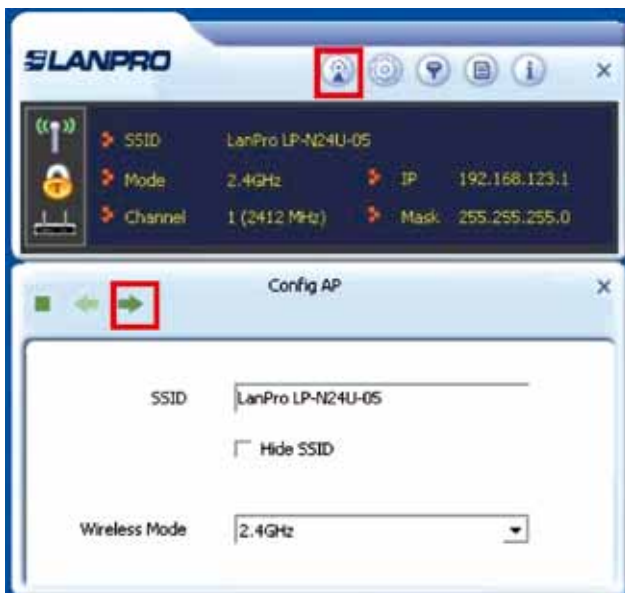 LANPRO
SSID LanPro LP-N24U-05
Mode 2.4GHz IP 192.168.123.1
Channel 1 (2412 MHz) Mask 255.255.255.0
Config AP
SSID LanPro LP-N24U-05
Hide SSID
Wireless Mode 2.4GHz